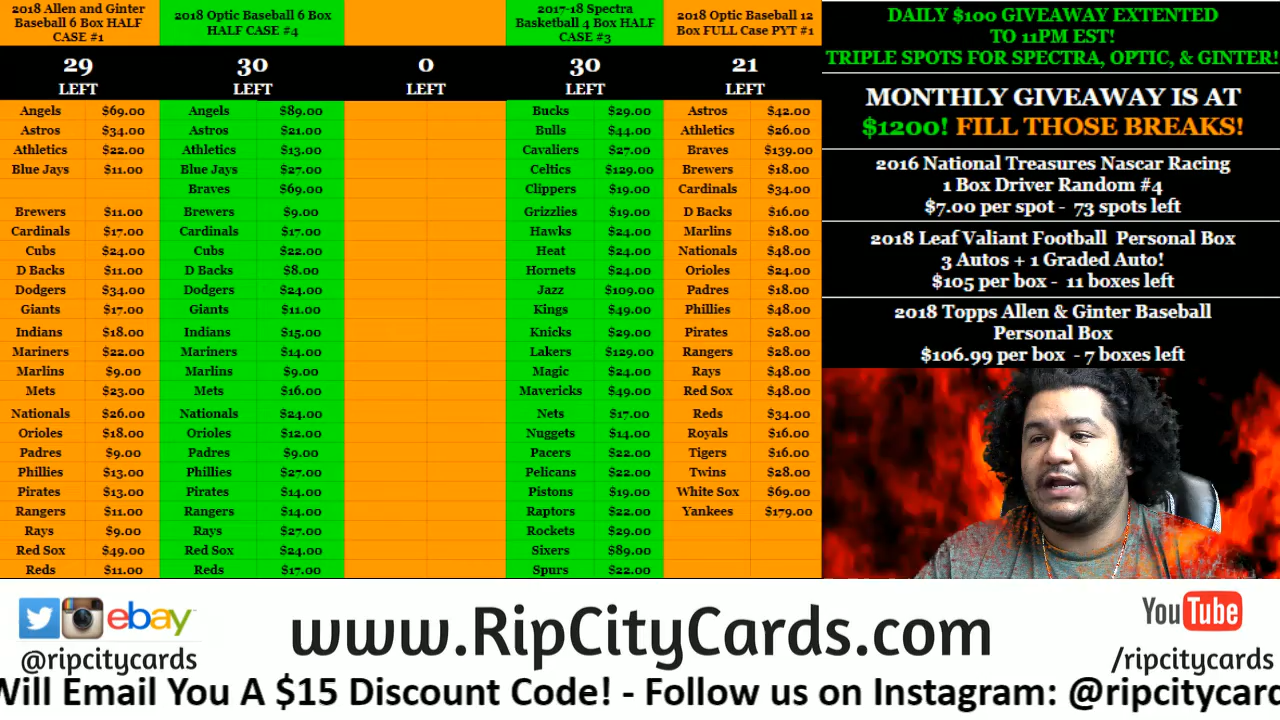 2018 Allen and Ginter
Baseball 6 Box HALF
CASE #1
29
LEFT
Angels $69.00
Astros $34.00
Athletics $22.00
Blue Jays $11.00
Brewers $11.00
Cardinals $17.00
Cubs $24.00
D Backs $11.00
Dodgers $34.00
Giants $17.00
Indians $18.00
Mariners $22.00
Marlins $9.00
Mets $23.00
Nationals $26.00
Orioles $18.00
Padres $9.00
Phillies $13.00
Pirates $13.00
Rangers $11.00
Rays $9.00
Red Sox $49.00
Reds $11.00
2018 Optic Baseball 6 Box
HALF CASE #4
30
LEFT
Angels $89.00
Astros $21.00
Athletics $13.00
Blue Jays $27.00
Braves $69.00
Brewers $9.00
Cardinals $17.00
Cubs $22.00
D Backs $8.00
Dodgers $24.00
Giants $11.00
Indians $15.00
Mariners $14.00
Marlins $9.00
Mets $16.00
Nationals $24.00
Orioles $12.00
Padres $9.00
Phillies $27.00
Pirates $14.00
Rangers $14.00
Rays $27.00
Red Sox $24.00
Reds $17.00
0
LEFT
2017-18 Spectra
Basketball 4 Box HALF
CASE #3
30
LEFT
Bucks $29.00
Bulls $44.00
Cavaliers $27.00
Celtics $129.00
Clippers $19.00
Grizzlies $19.00
Hawks $24.00
Heat $24.00
Hornets $24.00
Jazz $109.00
Kings $49.00
Knicks $29.00
Lakers $129.00
Magic $24.00
Mavericks $49.00
Nets $17.00
Nuggets $14.00
Pacers $22.00
Pelicans $22.00
Pistons $19.00
Raptors $22.00
Rockets $29.00
Sixers $89.00
Spurs $22.00
2018 Optic Baseball 12
Box FULL Case PYT #1
21
LEFT
Astros $42.00
Athletics $26.00
Braves $139.00
Brewers $18.00
Cardinals $34.00
D Backs $16.00
Marlins $18.00
Nationals $48.00
Orioles $24.00
Padres $18.00
Phillies $48.00
Pirates $28.00
Rangers $28.00
Rays $48.00
Red Sox $48.00
Reds $34.00
Royals $16.00
Tigers $16.00
Twins $28.00
White Sox $69.00
Yankees $179.00
DAILY $100 GIVEAWAY EXTENTED
TO 11PM EST!
TRIPLE SPOTS FOR SPECTRA, OPTIC, & GINTER!
MONTHLY GIVEAWAY IS AT
$1200! FILL THOSE BREAKS!
2016 National Treasures Nascar Racing
1 Box Driver Random #4
$7.00 per spot - 73 spots left
2018 Leaf Valiant Football Personal Box
3 Autos + 1 Graded Auto!
$105 per box - 11 boxes left
2018 Topps Allen & Ginter Baseball
Personal Box
$106.99 per box - 7 boxes left
ebay
@ripcitycards
www.RipCityCards.com
YouTube
/ripcitycards
Will Email You A $15 Discount Code! - Follow us on Instagram: @ripcitycard